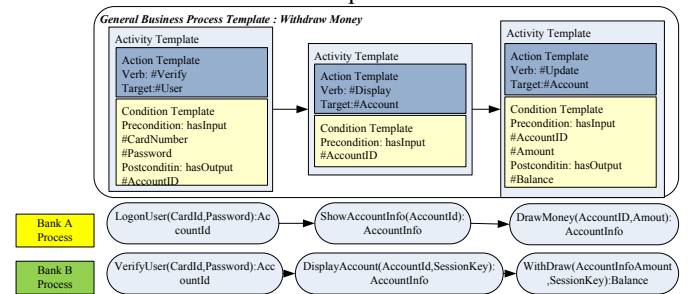 General Business Process Template : Withdraw Money
Activity Template
Action Template
Verb: #Verify
Target:#User
Condition Template
Precondition: hasInput
#CardNumber
#Password
Postcondition: hasOutput
#AccountID
Activity Template
Action Template
Verb: #Display
Target:#Account
Condition Template
Precondition: hasInput
#AccountID
Activity Template
Action Template
Verb: #Update
Target:#Account
Condition Template
Precondition: hasInput
#AccountID
#Amount
Postconditin: hasOutput
#Balance
Bank A
Process
LogonUser(CardId,Password):Ac
countId
ShowAccountInfo(AccountId):
AccountInfo
DrawMoney(AccountID,Amout):
AccountInfo
Bank B
Process
VerifyUser(CardId,Password):Acc
ountId
DisplayAccount(AccountId,SessionKey):
AccountInfo
WithDraw(AccountInfoAmount
,SessionKey):Balance